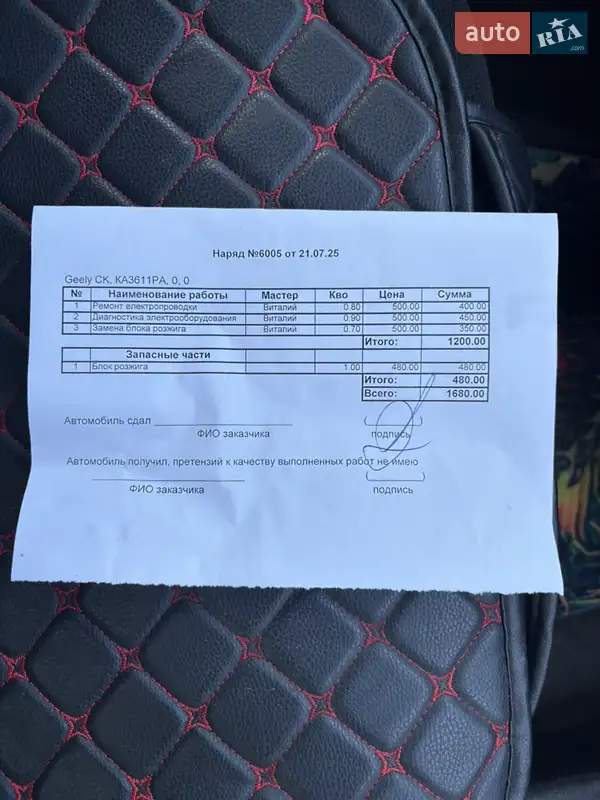 auto RIA .com
Наряд №6005 от 21.07.25
Geely CK, КА3611РА, 0, 0
№ Наименование работы Мастер Кво Цена Сумма
1 Ремонт електропроводки Виталий 0.80 500.00 400.00
2 Диагностика электрооборудования Виталий 0.90 500.00 450.00
3 Замена блока розжига Виталий 0.70 500.00 350.00
Итого: 1200.00
Запасные части
1 Блок розжига 1.00 480.00 480.00
Итого: 480.00
Всего: 1680.00
Автомобиль сдал
ФИО заказчика подпись
Автомобиль получил, претензий к качеству выполненных работ не имею
ФИО заказчика подпись